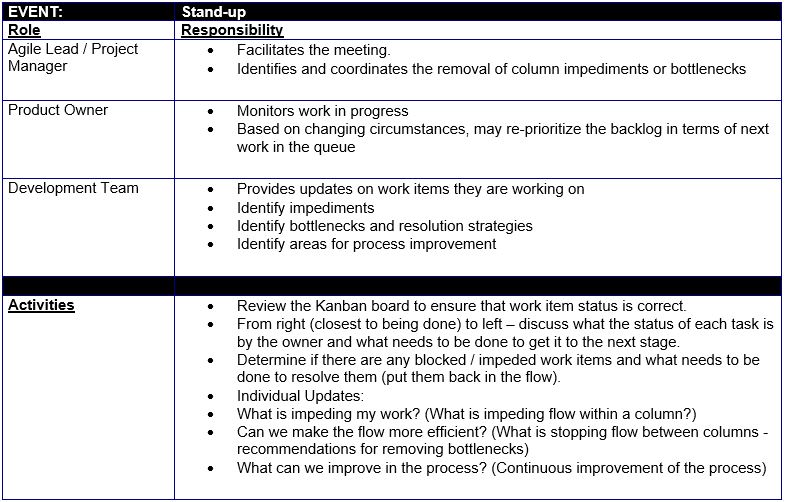 EVENT: Stand-up
Role Responsibility
Agile Lead / Project
Manager
• Facilitates the meeting.
• Identifies and coordinates the removal of column impediments or bottlenecks
Product Owner
• Monitors work in progress
• Based on changing circumstances, may re-prioritize the backlog in terms of next
work in the queue
Development Team
• Provides updates on work items they are working on
• Identify impediments
• Identify bottlenecks and resolution strategies
• Identify areas for process improvement
Activities
• Review the Kanban board to ensure that work item status is correct.
• From right (closest to being done) to left – discuss what the status of each task is
by the owner and what needs to be done to get it to the next stage.
• Determine if there are any blocked / impeded work items and what needs to be
done to resolve them (put them back in the flow).
• Individual Updates:
• What is impeding my work? (What is impeding flow within a column?)
• Can we make the flow more efficient? (What is stopping flow between columns -
recommendations for removing bottlenecks)
• What can we improve in the process? (Continuous improvement of the process)